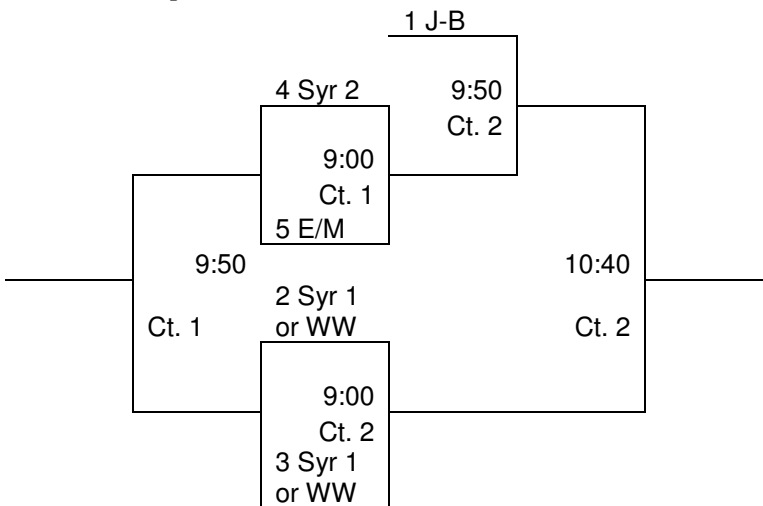 1 J-B
4 Syr 2
9:50
Ct. 2
9:00
Ct. 1
5 E/M
9:50
10:40
2 Syr 1
or WW
Ct. 1
Ct. 2
9:00
Ct. 2
3 Syr 1
or WW